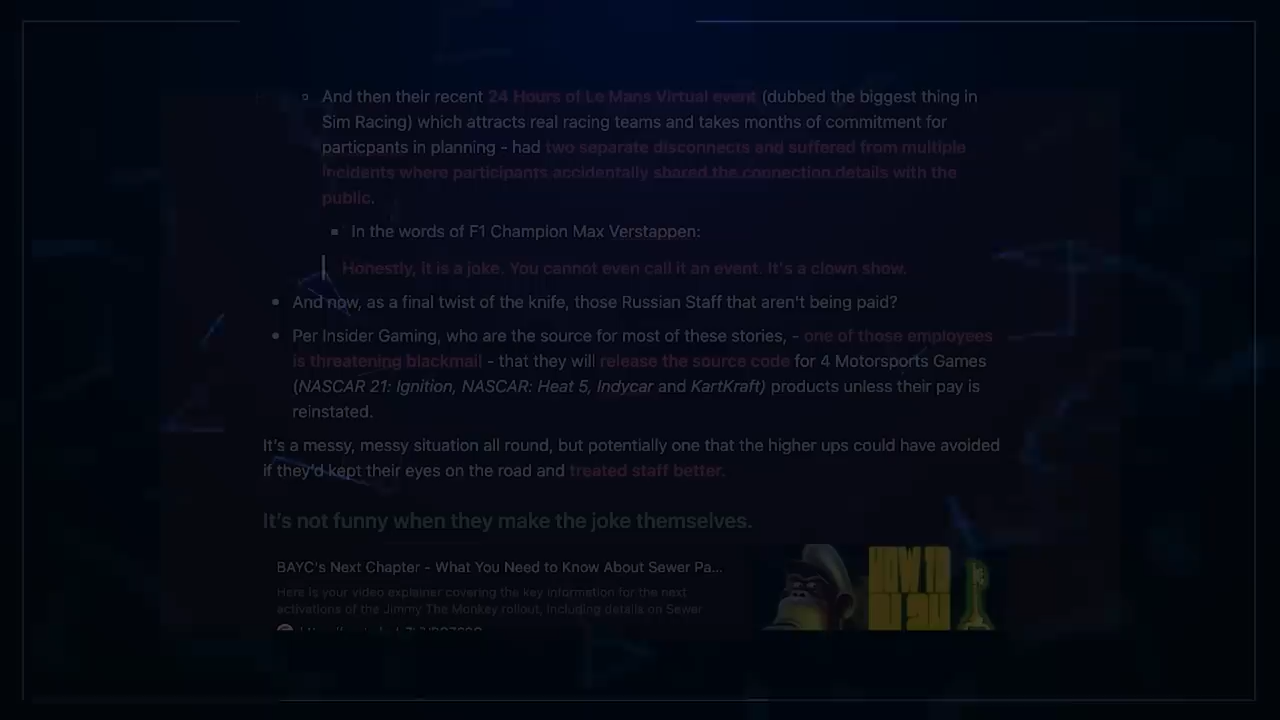 And then their recent 24 Hours of Le Mans Virtual event (dubbed the biggest thing in
Sim Racing) which attracts real racing teams and takes months of commitment for
particpants in planning - had two separate disconnects and suffered from multiple
incidents where participants accidentally shared the connection details with the
public.
In the words of F1 Champion Max Verstappen:
Honestly, it is a joke. You cannot even call it an event. It's a clown show.
And now, as a final twist of the knife, those Russian Staff that aren't being paid?
Per Insider Gaming, who are the source for most of these stories, - one of those employees
is threatening blackmail - that they will release the source code for 4 Motorsports Games
(NASCAR 21: Ignition, NASCAR: Heat 5, Indycar and KartKraft) products unless their pay is
reinstated.
It's a messy, messy situation all round, but potentially one that the higher ups could have avoided
if they'd kept their eyes on the road and treated staff better.
It's not funny when they make the joke themselves.
BAYC's Next Chapter - What You Need to Know About Sewer Pa...
Here is your video explainer covering the key information for the next
activations of the Jimmy The Monkey rollout, including details on Sewer
HOW TO